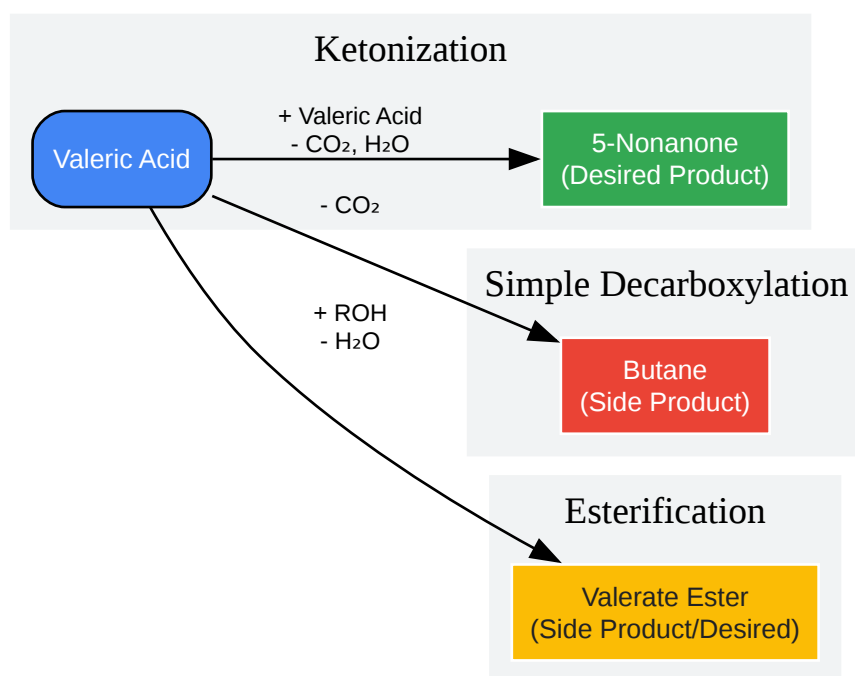 Ketonization
Valeric Acid
+ Valeric Acid
- CO₂, H₂O
5-Nonanone
(Desired Product)
- CO₂
Simple Decarboxylation
Butane
(Side Product)
+ ROH
- H₂O
Esterification
Valerate Ester
(Side Product/Desired)